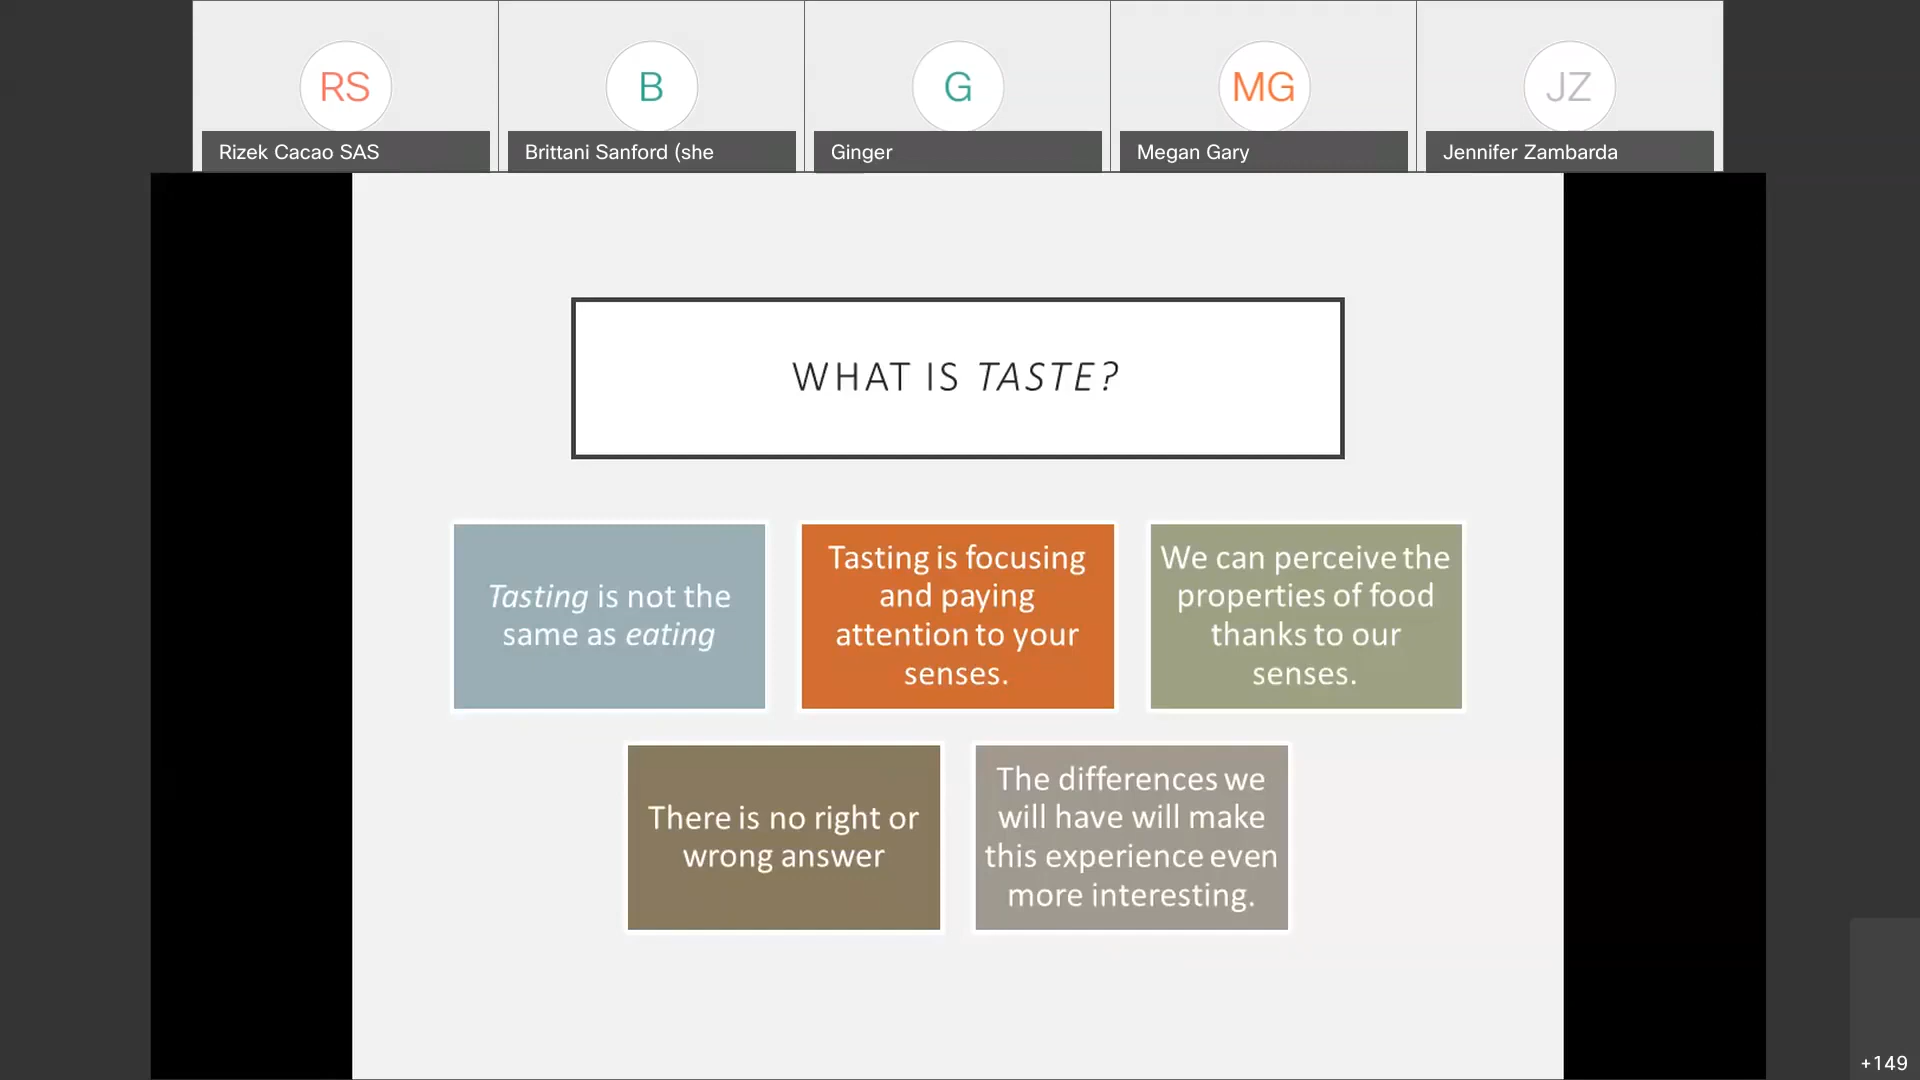 RS
B
G
MG
JZ
Rizek Cacao SAS
Brittani Sanford (she
Ginger
Megan Gary
Jennifer Zambarda
WHAT IS TASTE?
Tasting is not the
same as eating
Tasting is focusing
and paying
attention to your
senses.
We can perceive the
properties of food
thanks to our
senses.
There is no right or
wrong answer
The differences we
will have will make
this experience even
more interesting.
+149